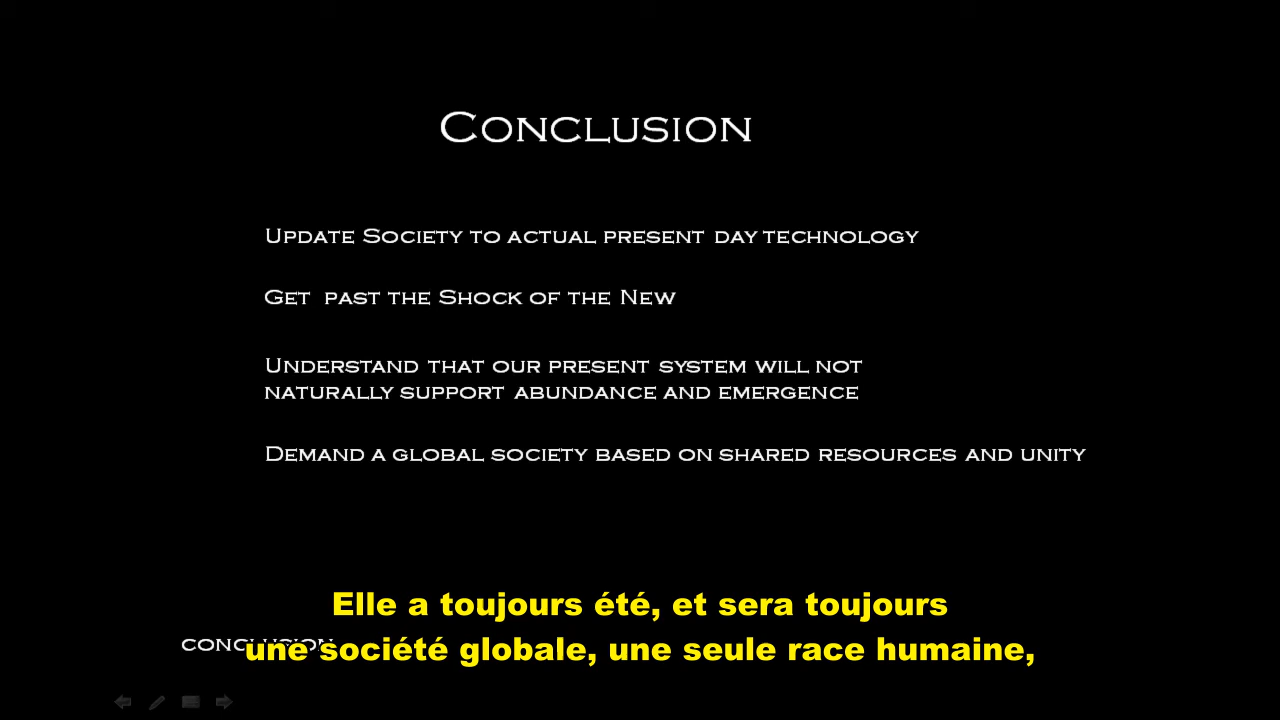 Conclusion
Update Society to actual present day technology
Get past the Shock of the New
Understand that our present system will not
naturally support abundance and emergence
Demand a global society based on shared resources and unity
Elle a toujours été, et sera toujours
conclusion
une société globale, une seule race humaine,